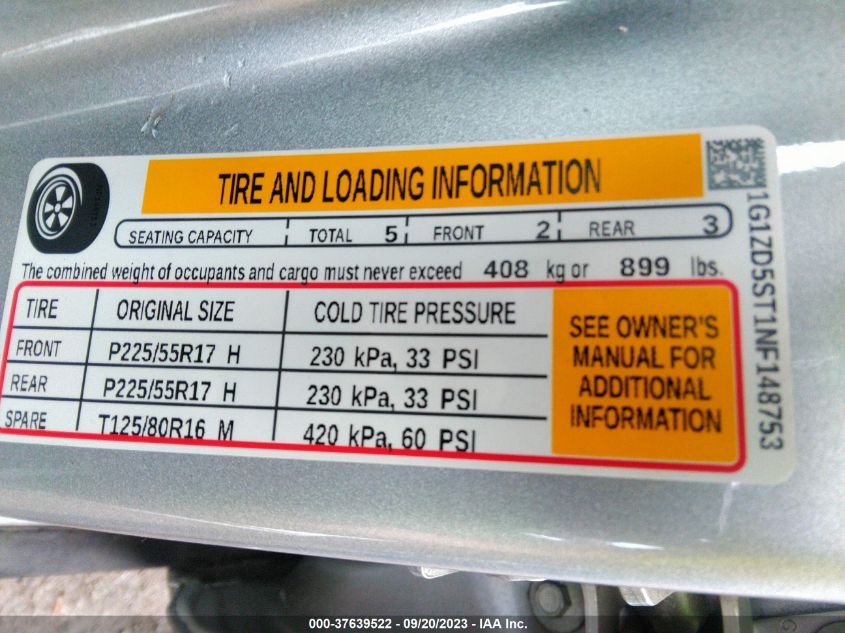 TIRE AND LOADING INFORMATION
SEATING CAPACITY TOTAL 5 FRONT 2 REAR 3
The combined weight of occupants and cargo must never exceed 408 kg or 899 lbs.
TIRE ORIGINAL SIZE COLD TIRE PRESSURE
FRONT P225/55R17 H 230 kPa, 33 PSI
REAR P225/55R17 H 230 kPa, 33 PSI
SPARE T125/80R16 M 420 kPa, 60 PSI
SEE OWNER'S
MANUAL FOR
ADDITIONAL
INFORMATION
1G1ZD5ST1NF148753
000-37639522 - 09/20/2023 - IAA Inc.